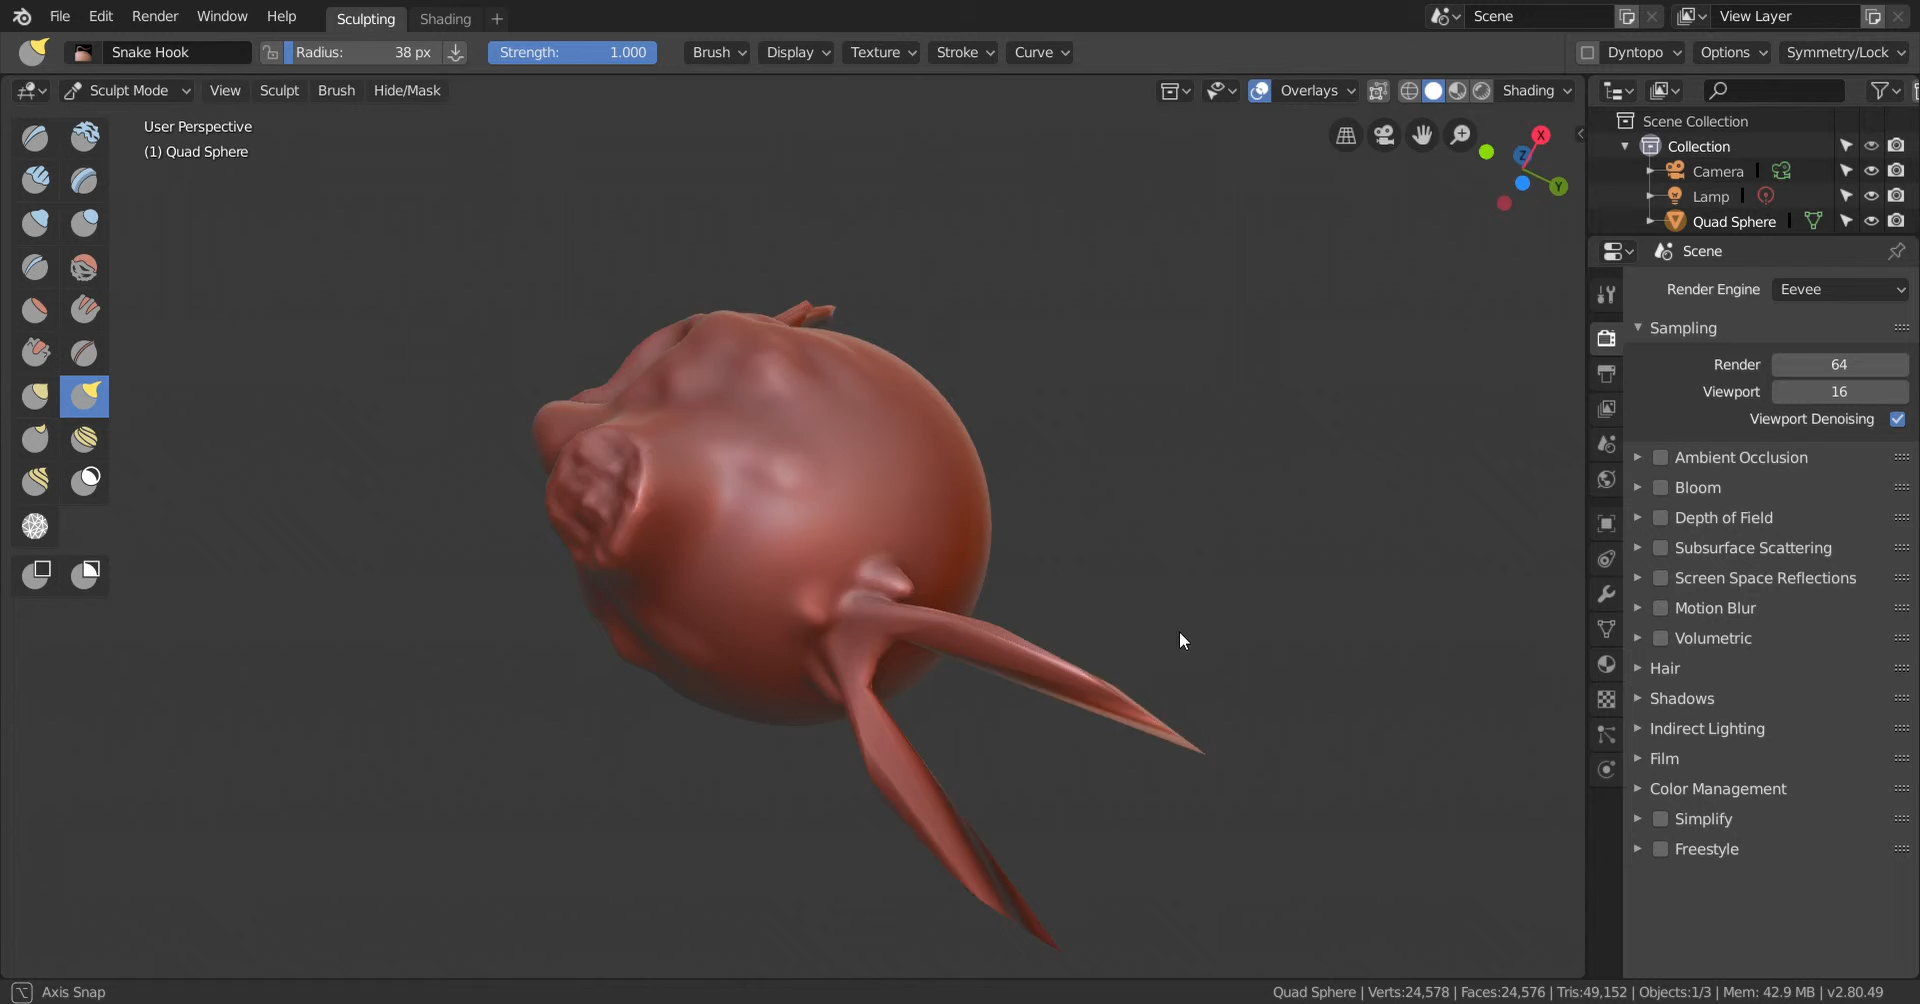 File Edit Render Window Help Sculpting Shading + Scene View Layer
Snake Hook Radius: 38 px Strength: 1.000 Brush Display Texture Stroke Curve Dyntopo Options Symmetry/Lock
Sculpt Mode View Sculpt Brush Hide/Mask Overlays Shading
User Perspective
(1) Quad Sphere
X
Z
Y
Scene Collection
Collection
Camera
Lamp
Quad Sphere
Scene
Render Engine Eevee
Sampling
Render 64
Viewport 16
Viewport Denoising
Ambient Occlusion
Bloom
Depth of Field
Subsurface Scattering
Screen Space Reflections
Motion Blur
Volumetric
Hair
Shadows
Indirect Lighting
Film
Color Management
Simplify
Freestyle
Axis Snap Quad Sphere | Verts:24,578 | Faces:24,576 | Tris:49,152 | Objects:1/3 | Mem: 42.9 MB | v2.80.49